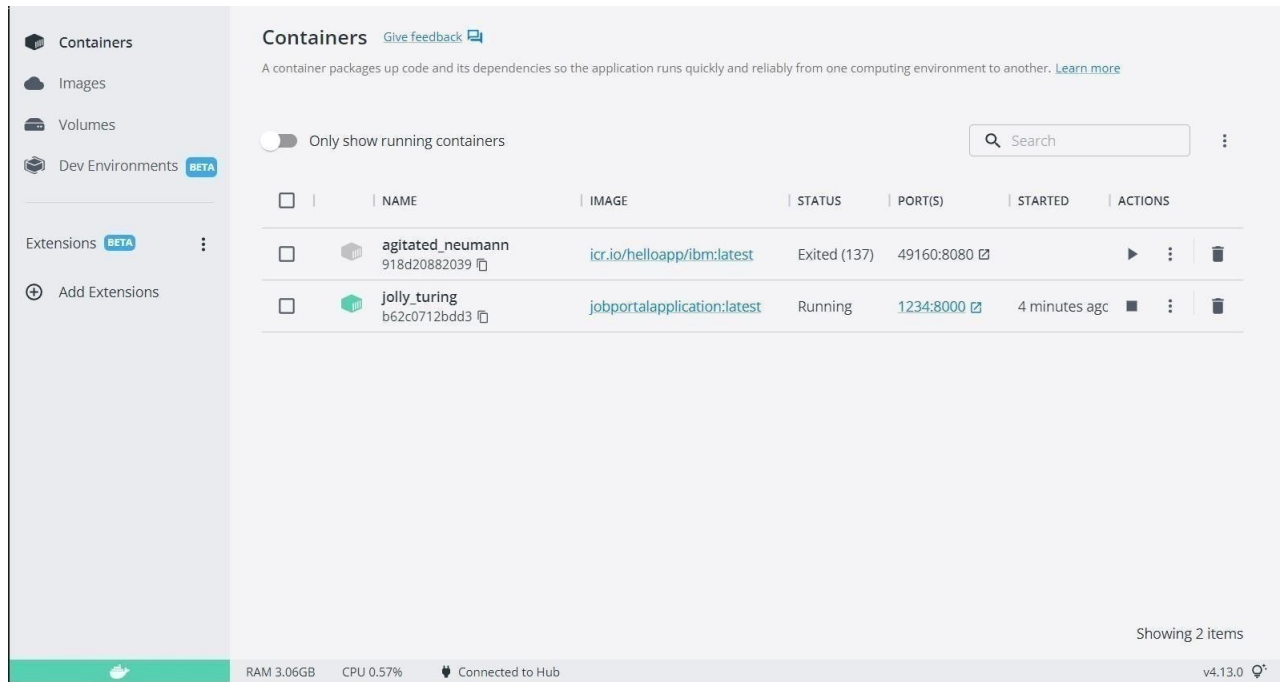 Containers
Images
Volumes
Dev Environments BETA
Extensions BETA
Add Extensions
Containers Give feedback
A container packages up code and its dependencies so the application runs quickly and reliably from one computing environment to another. Learn more
Only show running containers
Search
NAME IMAGE STATUS PORT(S) STARTED ACTIONS
agitated_neumann
918d20882039
icr.io/helloapp/ibm:latest Exited (137) 49160:8080
jolly_turing
b62c0712bdd3
jobportalapplication:latest Running 1234:8000 4 minutes agc
Showing 2 items
RAM 3.06GB CPU 0.57% Connected to Hub v4.13.0